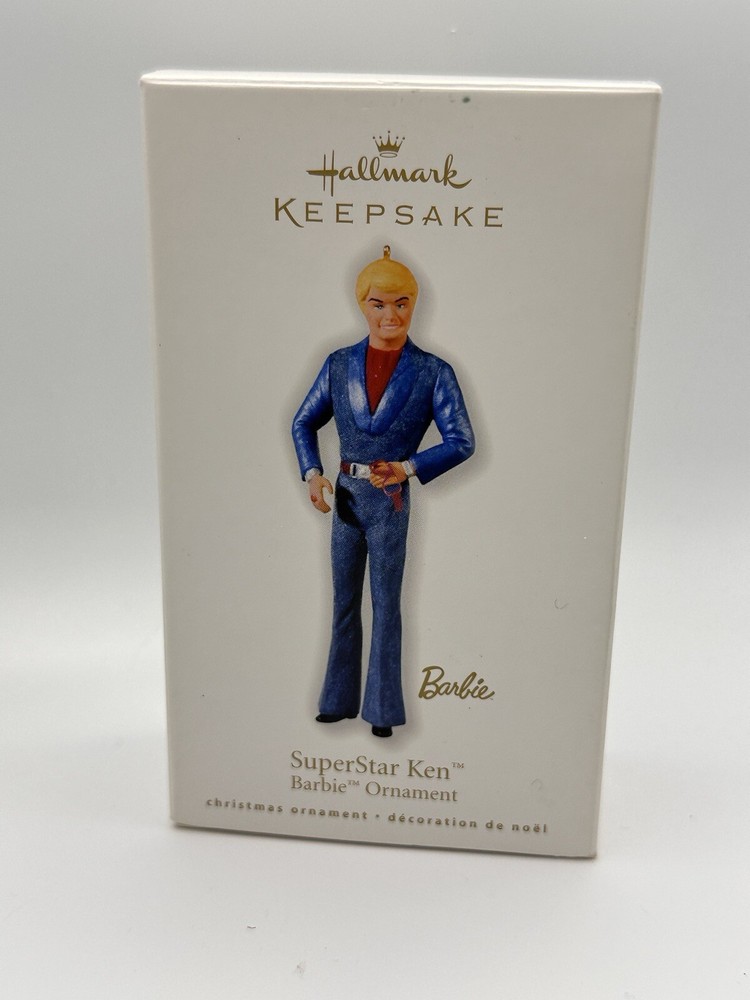 Hallmark
KEEPSAKE
Barbie
SuperStar Ken™
Barbie™ Ornament
christmas ornament • décoration de noël